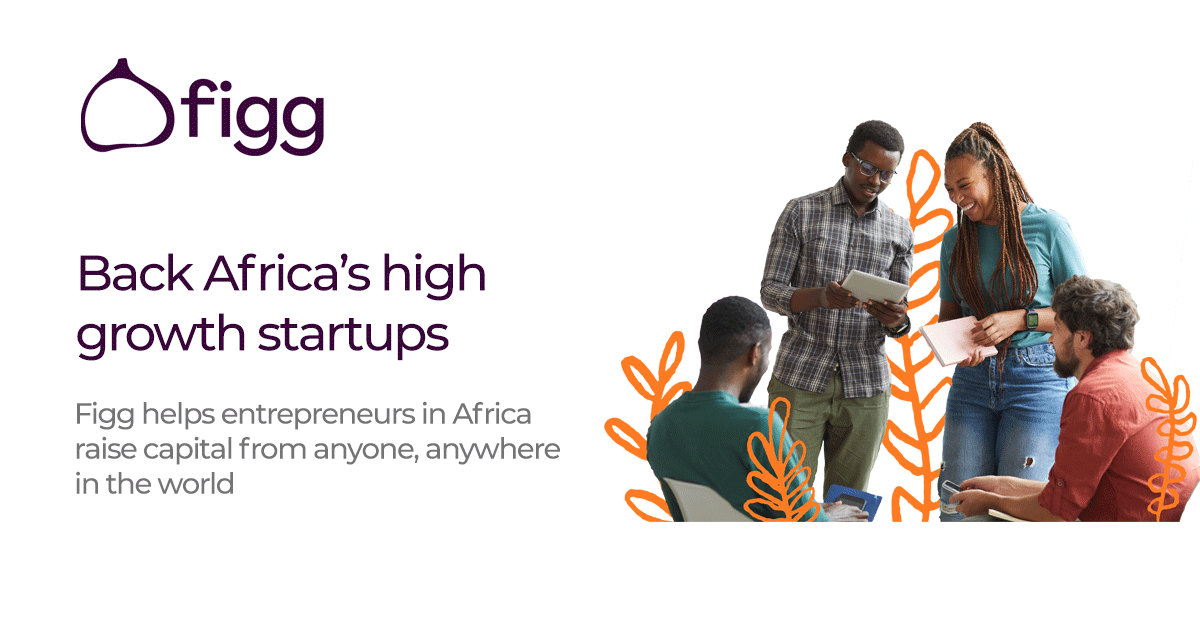 figg
Back Africa’s high
growth startups
Figg helps entrepreneurs in Africa
raise capital from anyone, anywhere
in the world